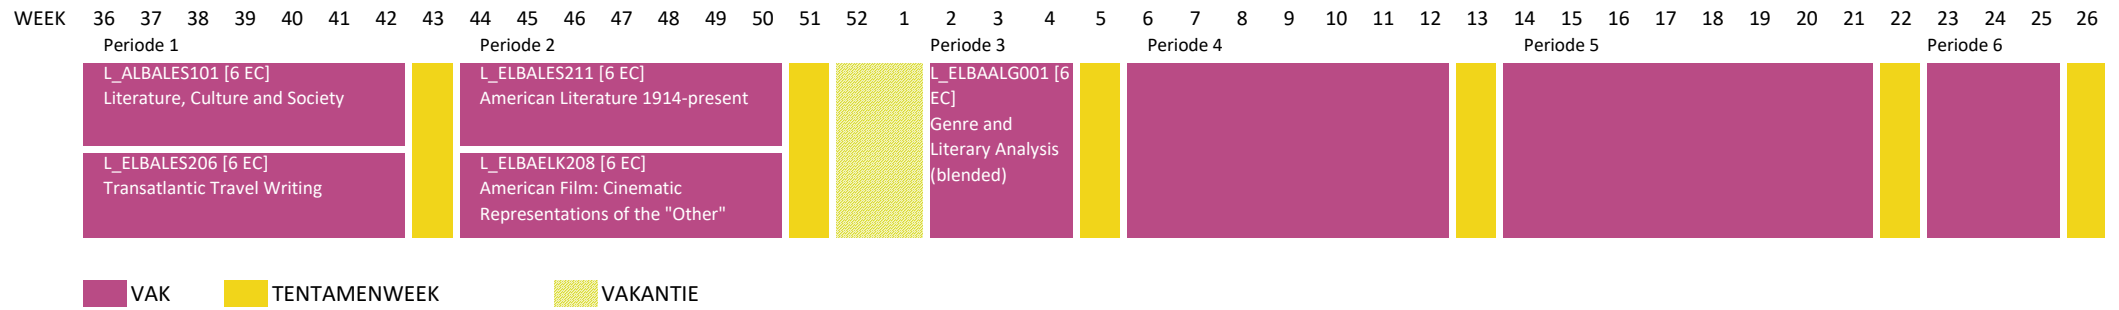 WEEK 36 37 38 39 40 41 42 43 44 45 46 47 48 49 50 51 52 1 2 3 4 5 6 7 8 9 10 11 12 13 14 15 16 17 18 19 20 21 22 23 24 25 26
Periode 1 Periode 2 Periode 3 Periode 4 Periode 5 Periode 6
L_ALBALES101 [6 EC]
Literature, Culture and Society
L_ELBALES206 [6 EC]
Transatlantic Travel Writing
L_ELBALES211 [6 EC]
American Literature 1914-present
L_ELBAELK208 [6 EC]
American Film: Cinematic
Representations of the "Other"
L_ELBAALG001 [6
EC]
Genre and
Literary Analysis
(blended)
VAK TENTAMENWEEK VAKANTIE